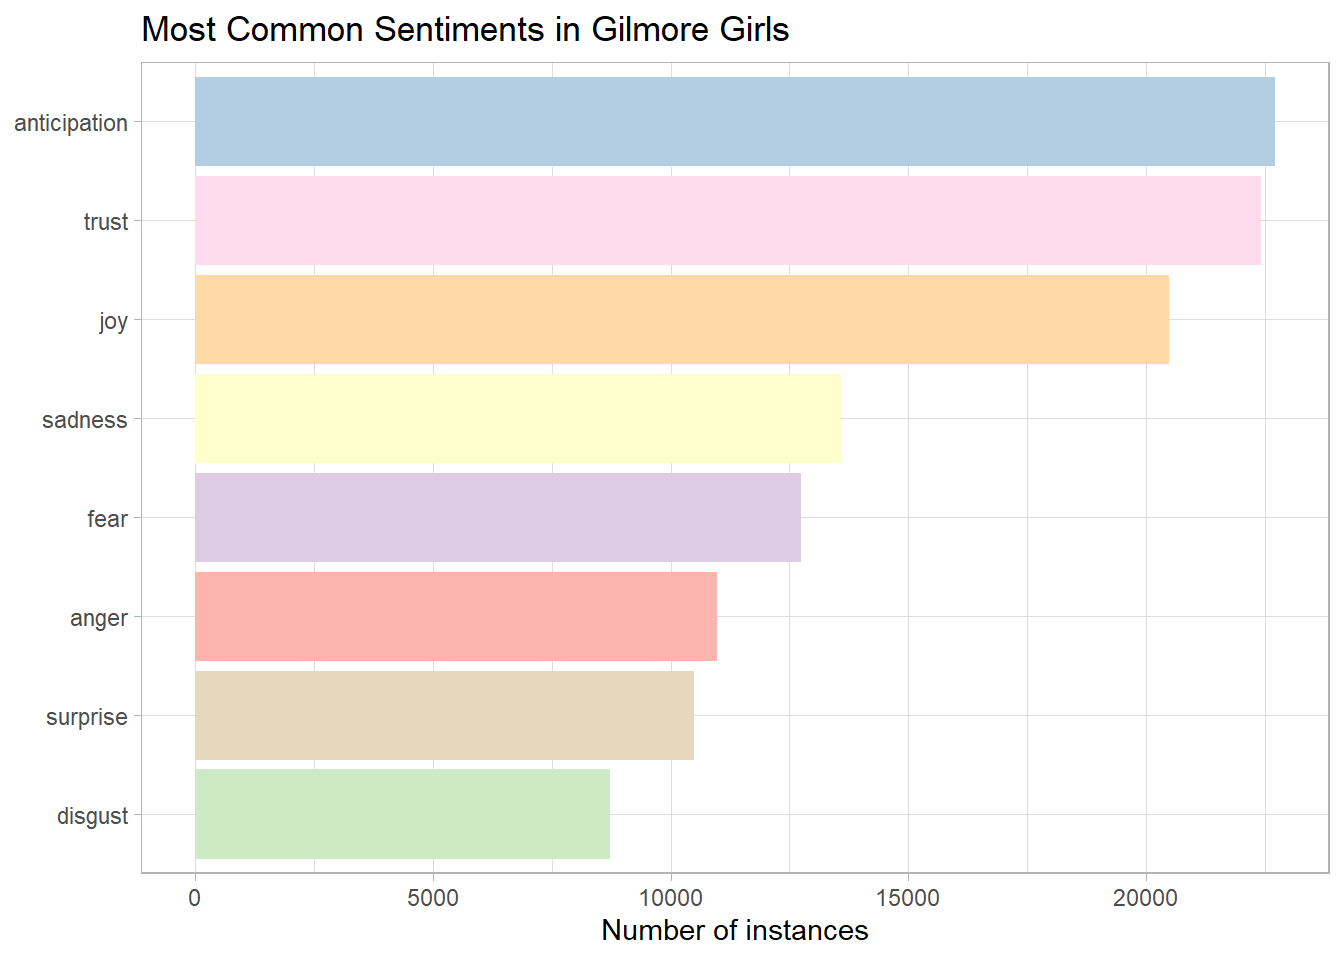 Most Common Sentiments in Gilmore Girls
anticipation
trust
joy
sadness
fear
anger
surprise
disgust
0 5000 10000 15000 20000
Number of instances